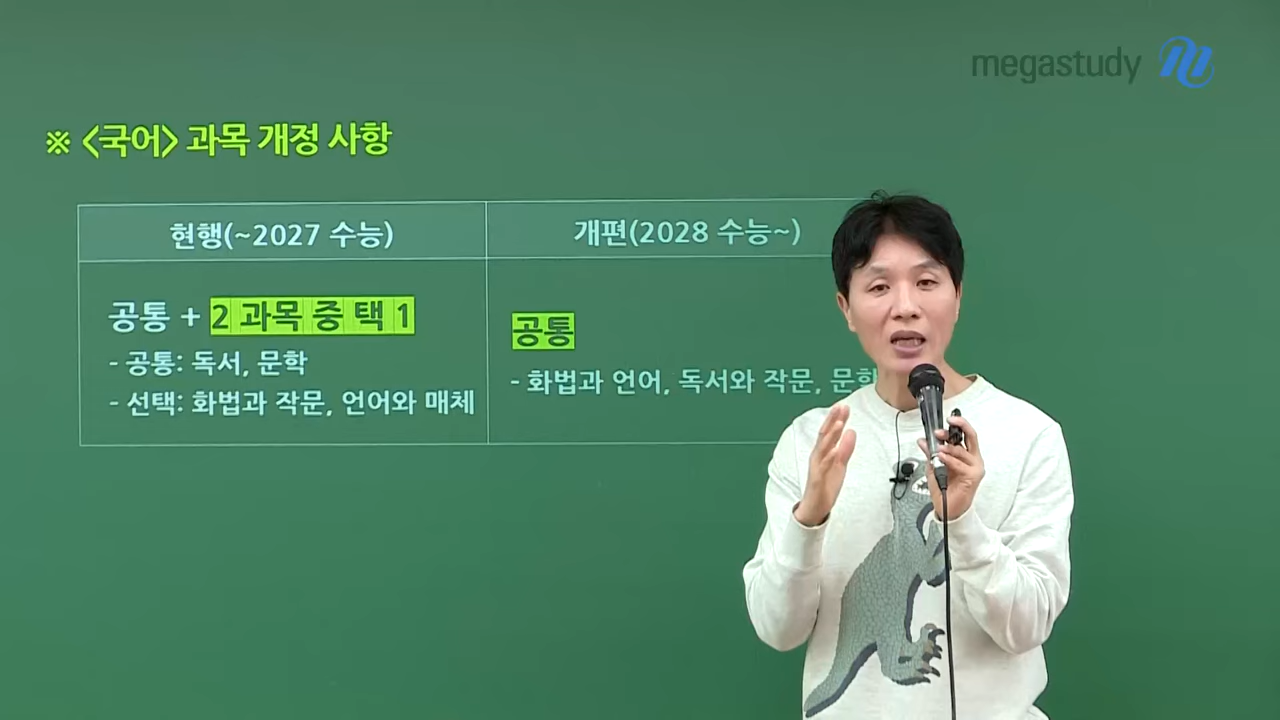 megastudy
※ <국어> 과목 개정 사항
현행(~2027 수능)
개편(2028 수능~)
공통 + 2 과목 중 택 1
- 공통: 독서, 문학
- 선택: 화법과 작문, 언어와 매체
공통
- 화법과 언어, 독서와 작문, 문학